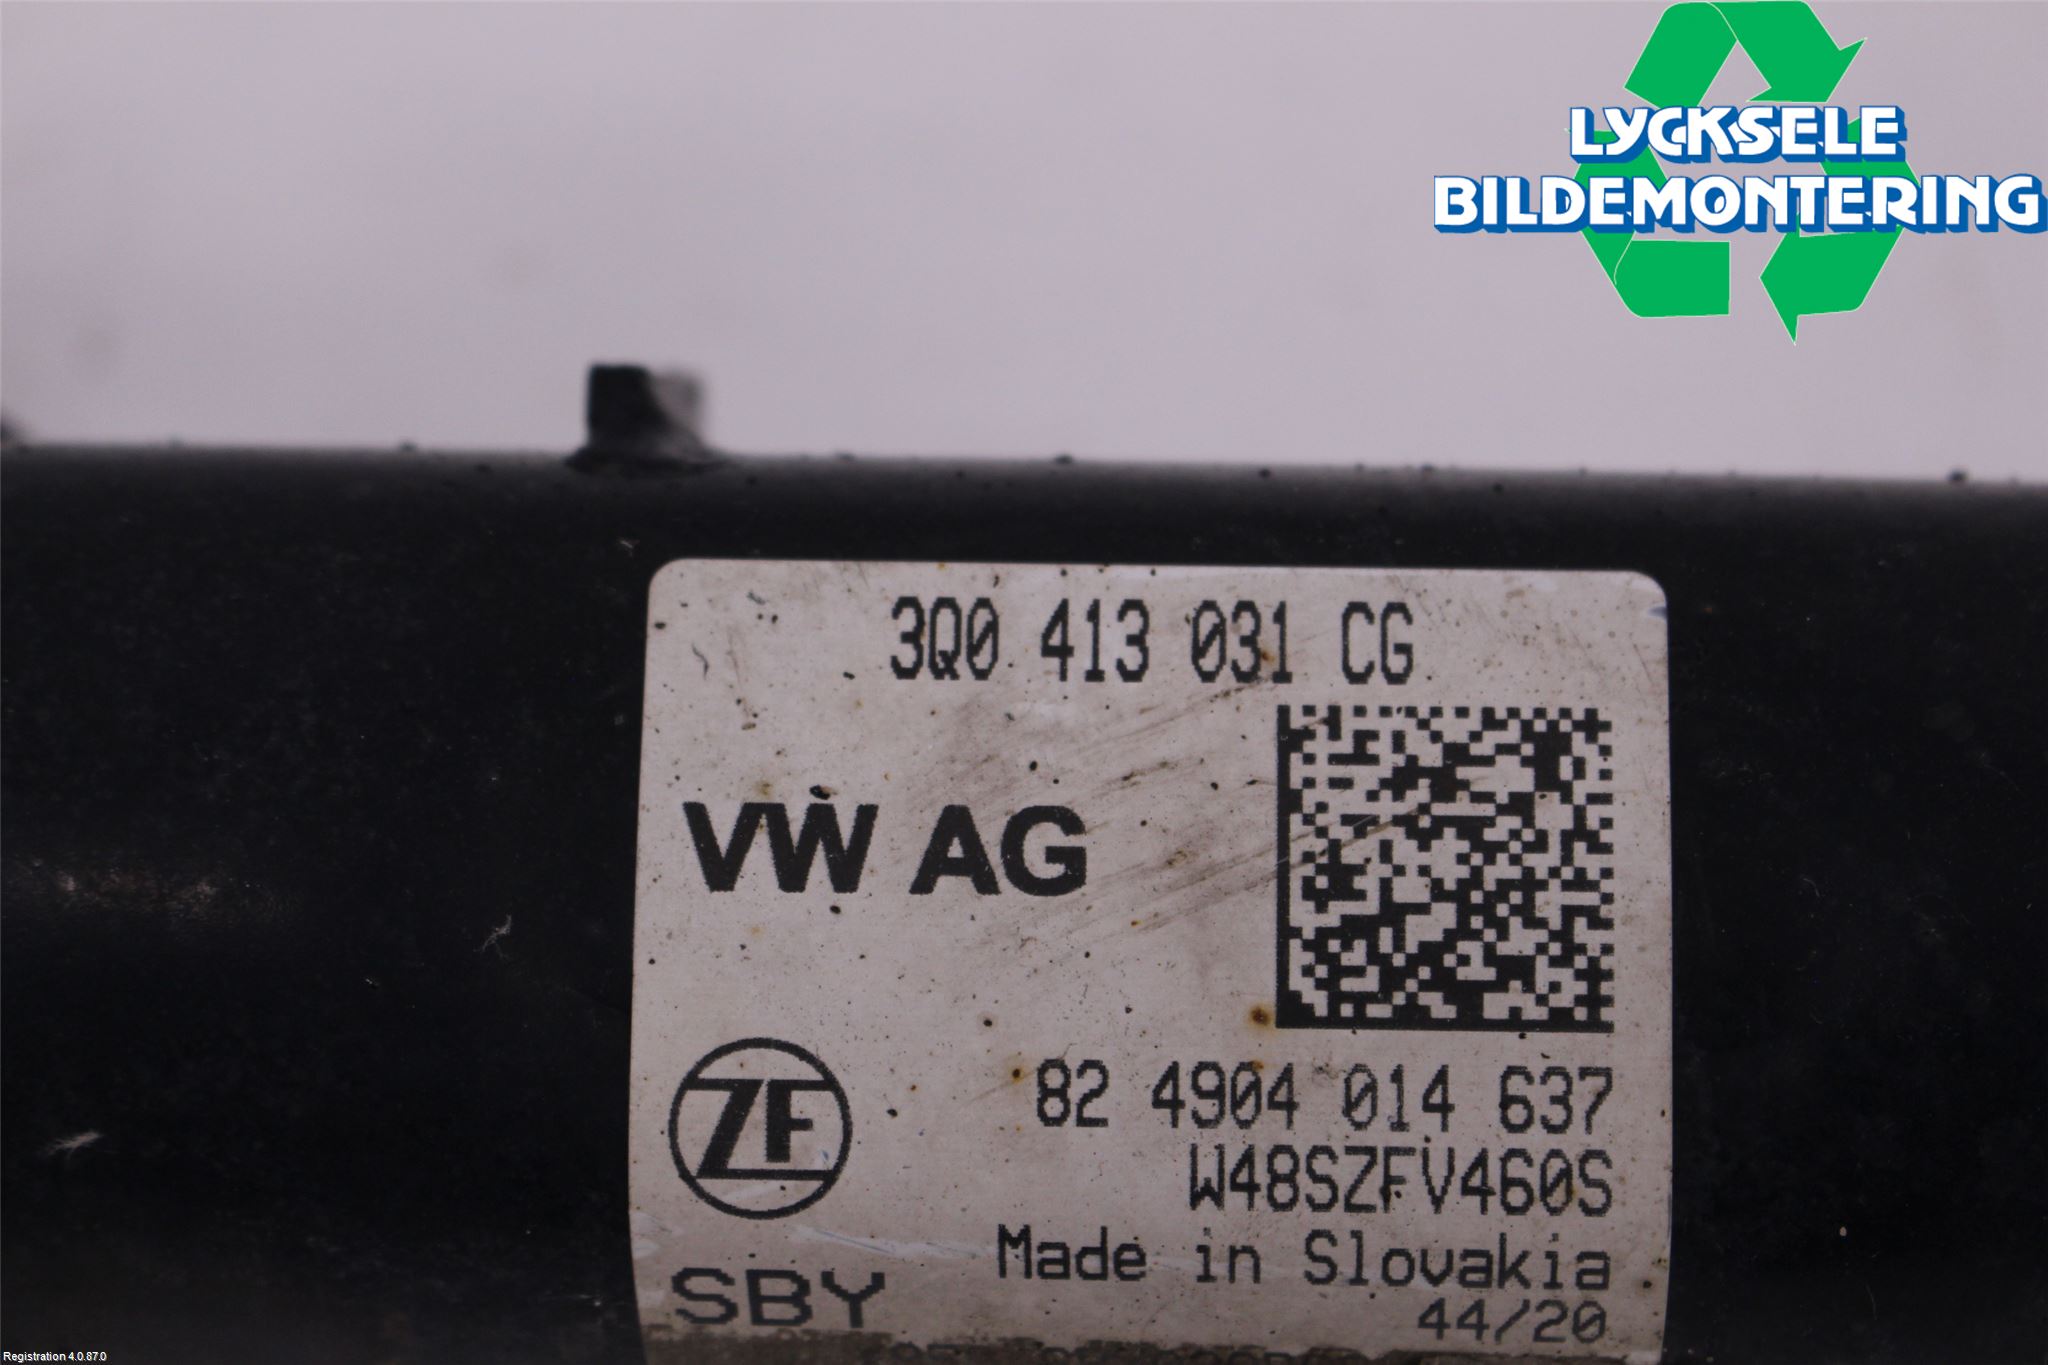 LYCKSELE
BILDEMONTERING
3Q0 413 031 CG
VW AG
ZF
82 4904 014 637
W48SZFV460S
Made in Slovakia
SBY
44/20
Registration 4.0.87.0